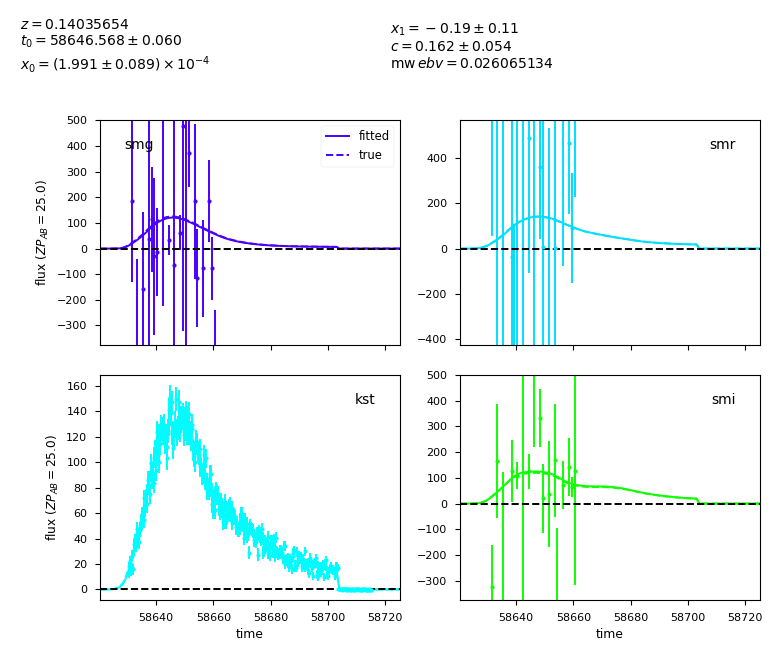 z = 0.14035654
t₀ = 58646.568 ± 0.060
x₀ = (1.991 ± 0.089) × 10⁻⁴
x₁ = −0.19 ± 0.11
c = 0.162 ± 0.054
mw ebv = 0.026065134
500
400
300
200
100
0
−100
−200
−300
flux (ZP_AB = 25.0)
smg
fitted
true
400
200
0
−200
−400
smr
160
140
120
100
80
60
40
20
0
flux (ZP_AB = 25.0)
kst
58640 58660 58680 58700 58720
time
500
400
300
200
100
0
−100
−200
−300
smi
58640 58660 58680 58700 58720
time